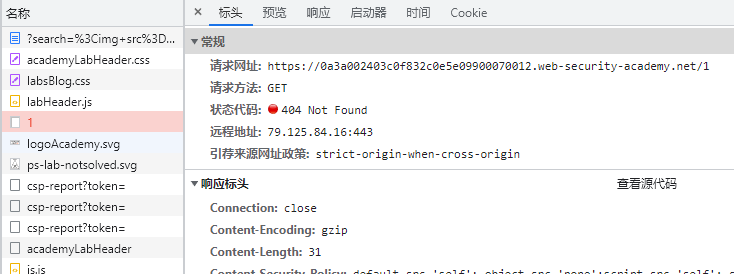 名称
?search=%3Cimg+src%3D...
academyLabHeader.css
labsBlog.css
labHeader.js
1
logoAcademy.svg
ps-lab-notsolved.svg
csp-report?token=
csp-report?token=
csp-report?token=
academyLabHeader
标头 预览 响应 启动器 时间 Cookie
▼常规
请求网址: https://0a3a002403c0f832c0e5e09900070012.web-security-academy.net/1
请求方法: GET
状态代码: 404 Not Found
远程地址: 79.125.84.16:443
引荐来源网址政策: strict-origin-when-cross-origin
▼响应标头 查看源代码
Connection: close
Content-Encoding: gzip
Content-Length: 31